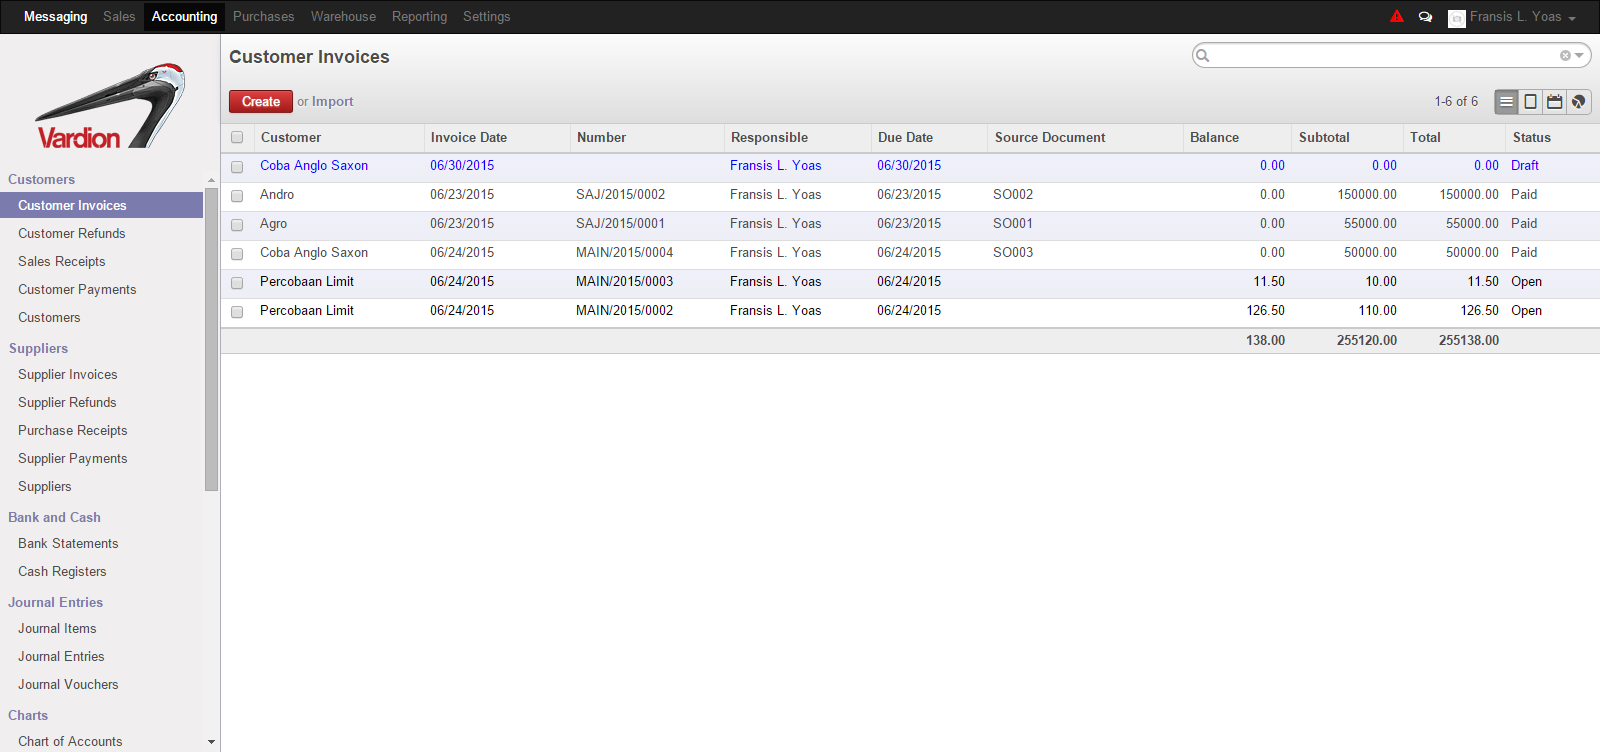 Messaging Sales Accounting Purchases Warehouse Reporting Settings Fransis L. Yoas
Vardion
Customers
Customer Invoices
Customer Refunds
Sales Receipts
Customer Payments
Customers
Suppliers
Supplier Invoices
Supplier Refunds
Purchase Receipts
Supplier Payments
Suppliers
Bank and Cash
Bank Statements
Cash Registers
Journal Entries
Journal Items
Journal Entries
Journal Vouchers
Charts
Chart of Accounts
Customer Invoices
Create or Import 1-6 of 6
Customer Invoice Date Number Responsible Due Date Source Document Balance Subtotal Total Status
Coba Anglo Saxon 06/30/2015 Fransis L. Yoas 06/30/2015 0.00 0.00 0.00 Draft
Andro 06/23/2015 SAJ/2015/0002 Fransis L. Yoas 06/23/2015 SO002 0.00 150000.00 150000.00 Paid
Agro 06/23/2015 SAJ/2015/0001 Fransis L. Yoas 06/23/2015 SO001 0.00 55000.00 55000.00 Paid
Coba Anglo Saxon 06/24/2015 MAIN/2015/0004 Fransis L. Yoas 06/24/2015 SO003 0.00 50000.00 50000.00 Paid
Percobaan Limit 06/24/2015 MAIN/2015/0003 Fransis L. Yoas 06/24/2015 11.50 10.00 11.50 Open
Percobaan Limit 06/24/2015 MAIN/2015/0002 Fransis L. Yoas 06/24/2015 126.50 110.00 126.50 Open
138.00 255120.00 255138.00